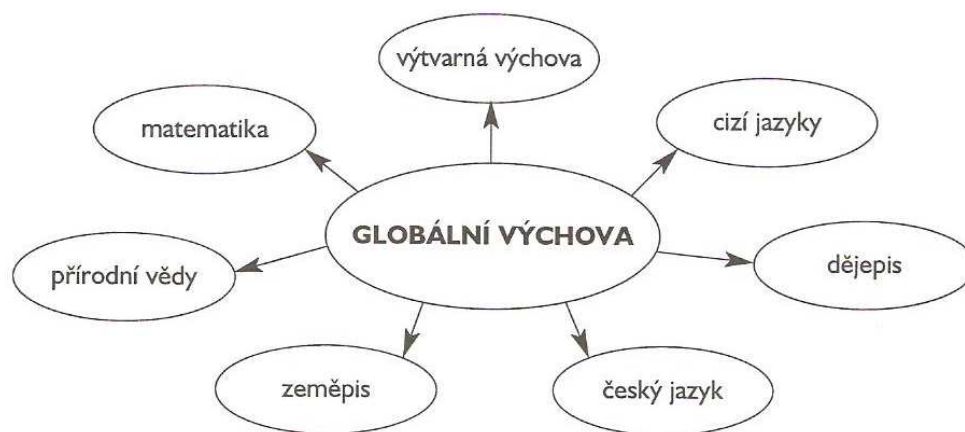 výtvarná výchova
matematika
cizí jazyky
GLOBÁLNÍ VÝCHOVA
přírodní vědy
dějepis
zeměpis
český jazyk